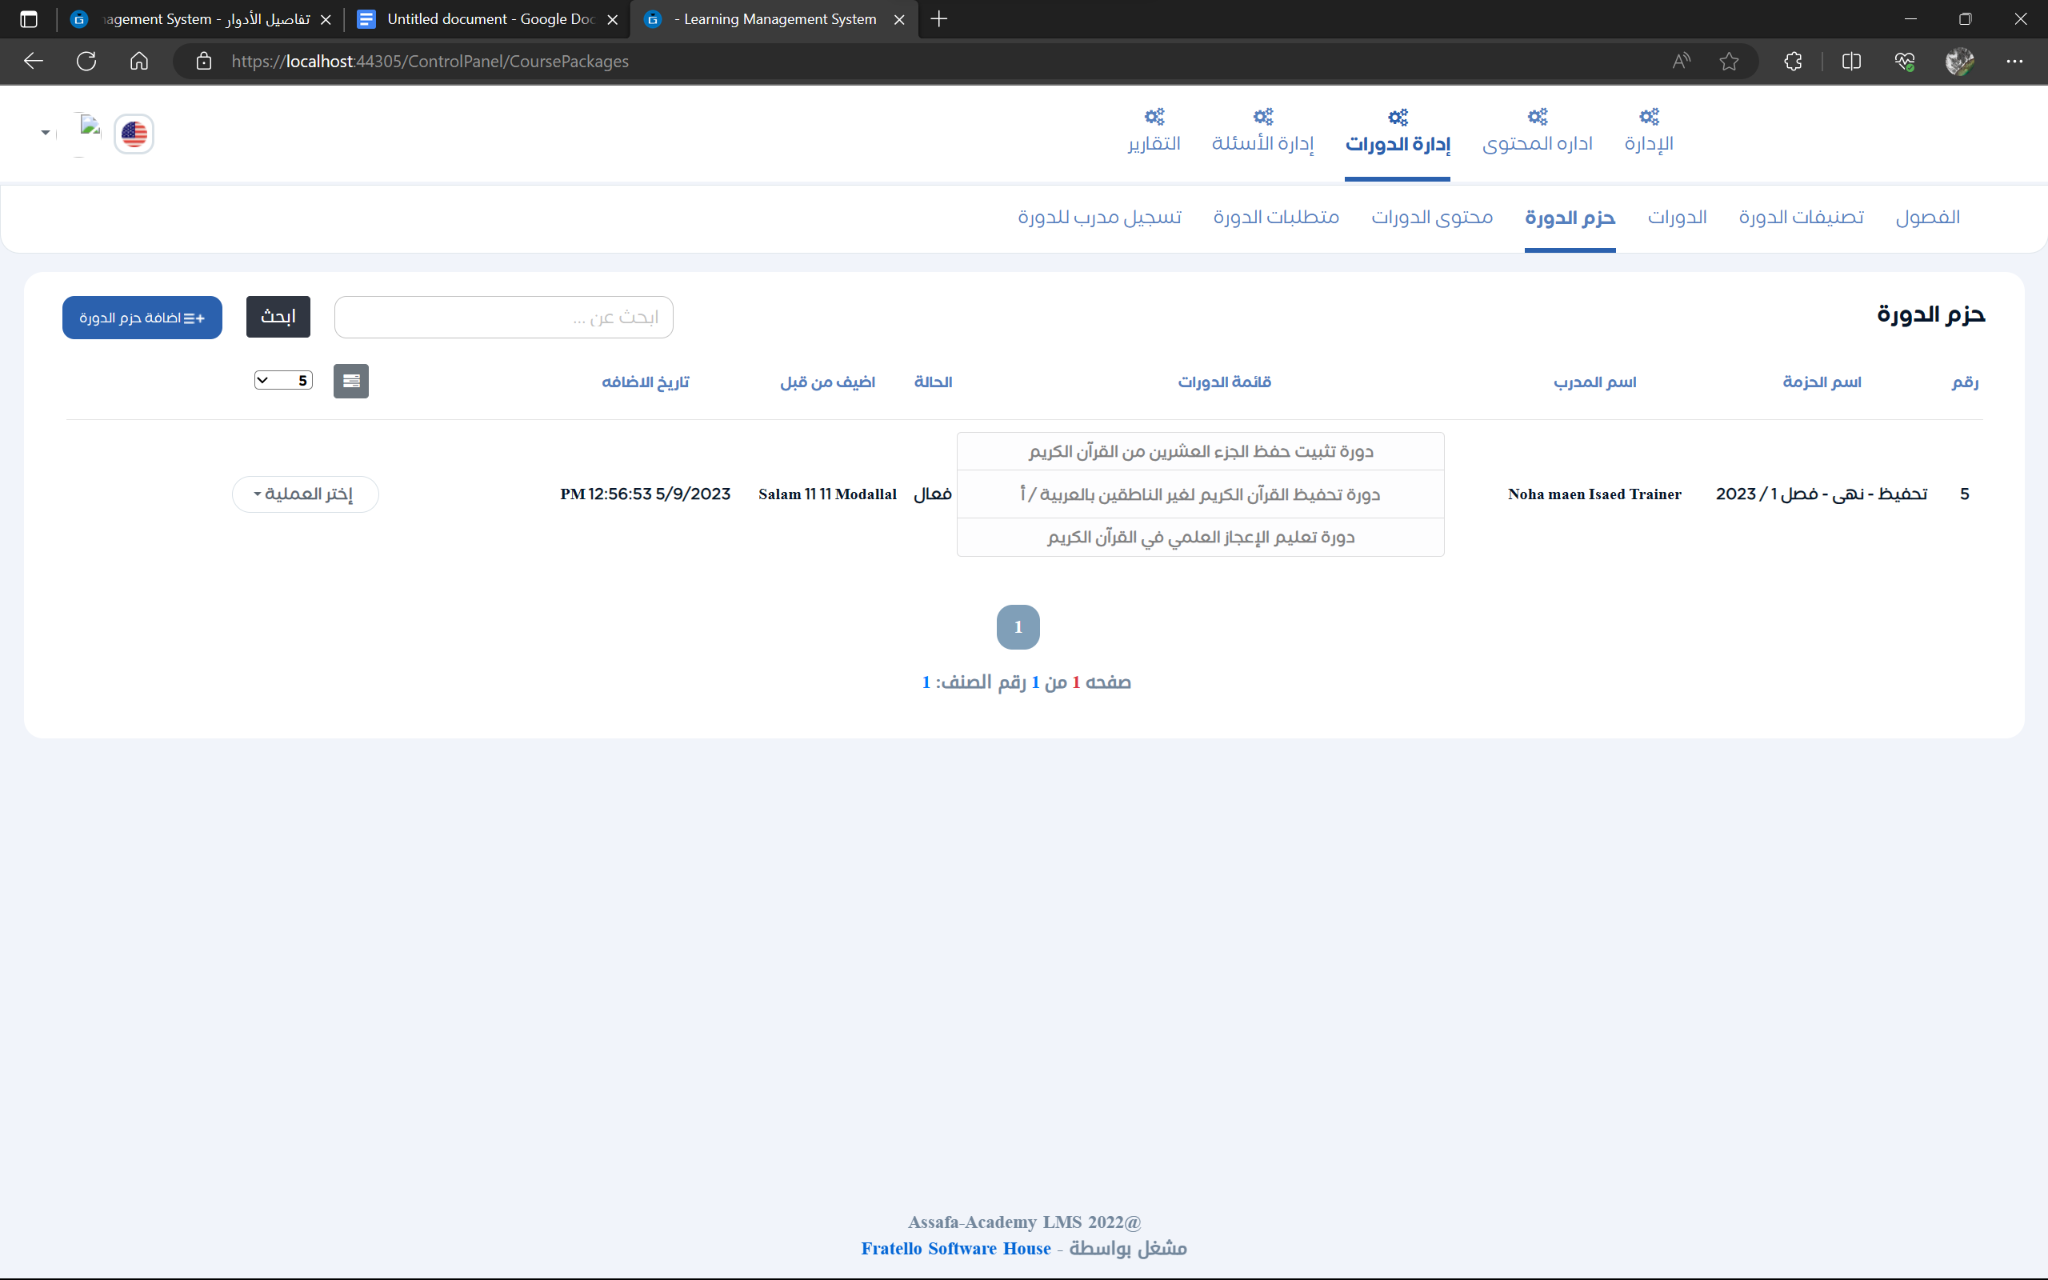 agement System - تفاصيل الأدوار
Untitled document - Google Doc
- Learning Management System
https://localhost:44305/ControlPanel/CoursePackages
الإدارة
اداره المحتوى
إدارة الدورات
إدارة الأسئلة
التقارير
الفصول
تصنيفات الدورة
الدورات
حزم الدورة
محتوى الدورات
متطلبات الدورة
تسجيل مدرب للدورة
حزم الدورة
ابحث عن ...
ابحث
اضافة حزم الدورة
رقم
اسم الحزمة
اسم المدرب
قائمة الدورات
الحالة
اضيف من قبل
تاريخ الاضافه
5
5
تحفيظ - نهى - فصل 1 / 2023
Noha maen Isaed Trainer
دورة تثبيت حفظ الجزء العشرين من القرآن الكريم
دورة تحفيظ القرآن الكريم لغير الناطقين بالعربية / أ
دورة تعليم الإعجاز العلمي في القرآن الكريم
فعال
Salam 11 11 Modallal
PM 12:56:53 5/9/2023
إختر العملية
1
صفحه 1 من 1 رقم الصنف: 1
Assafa-Academy LMS 2022@
مشغل بواسطة - Fratello Software House